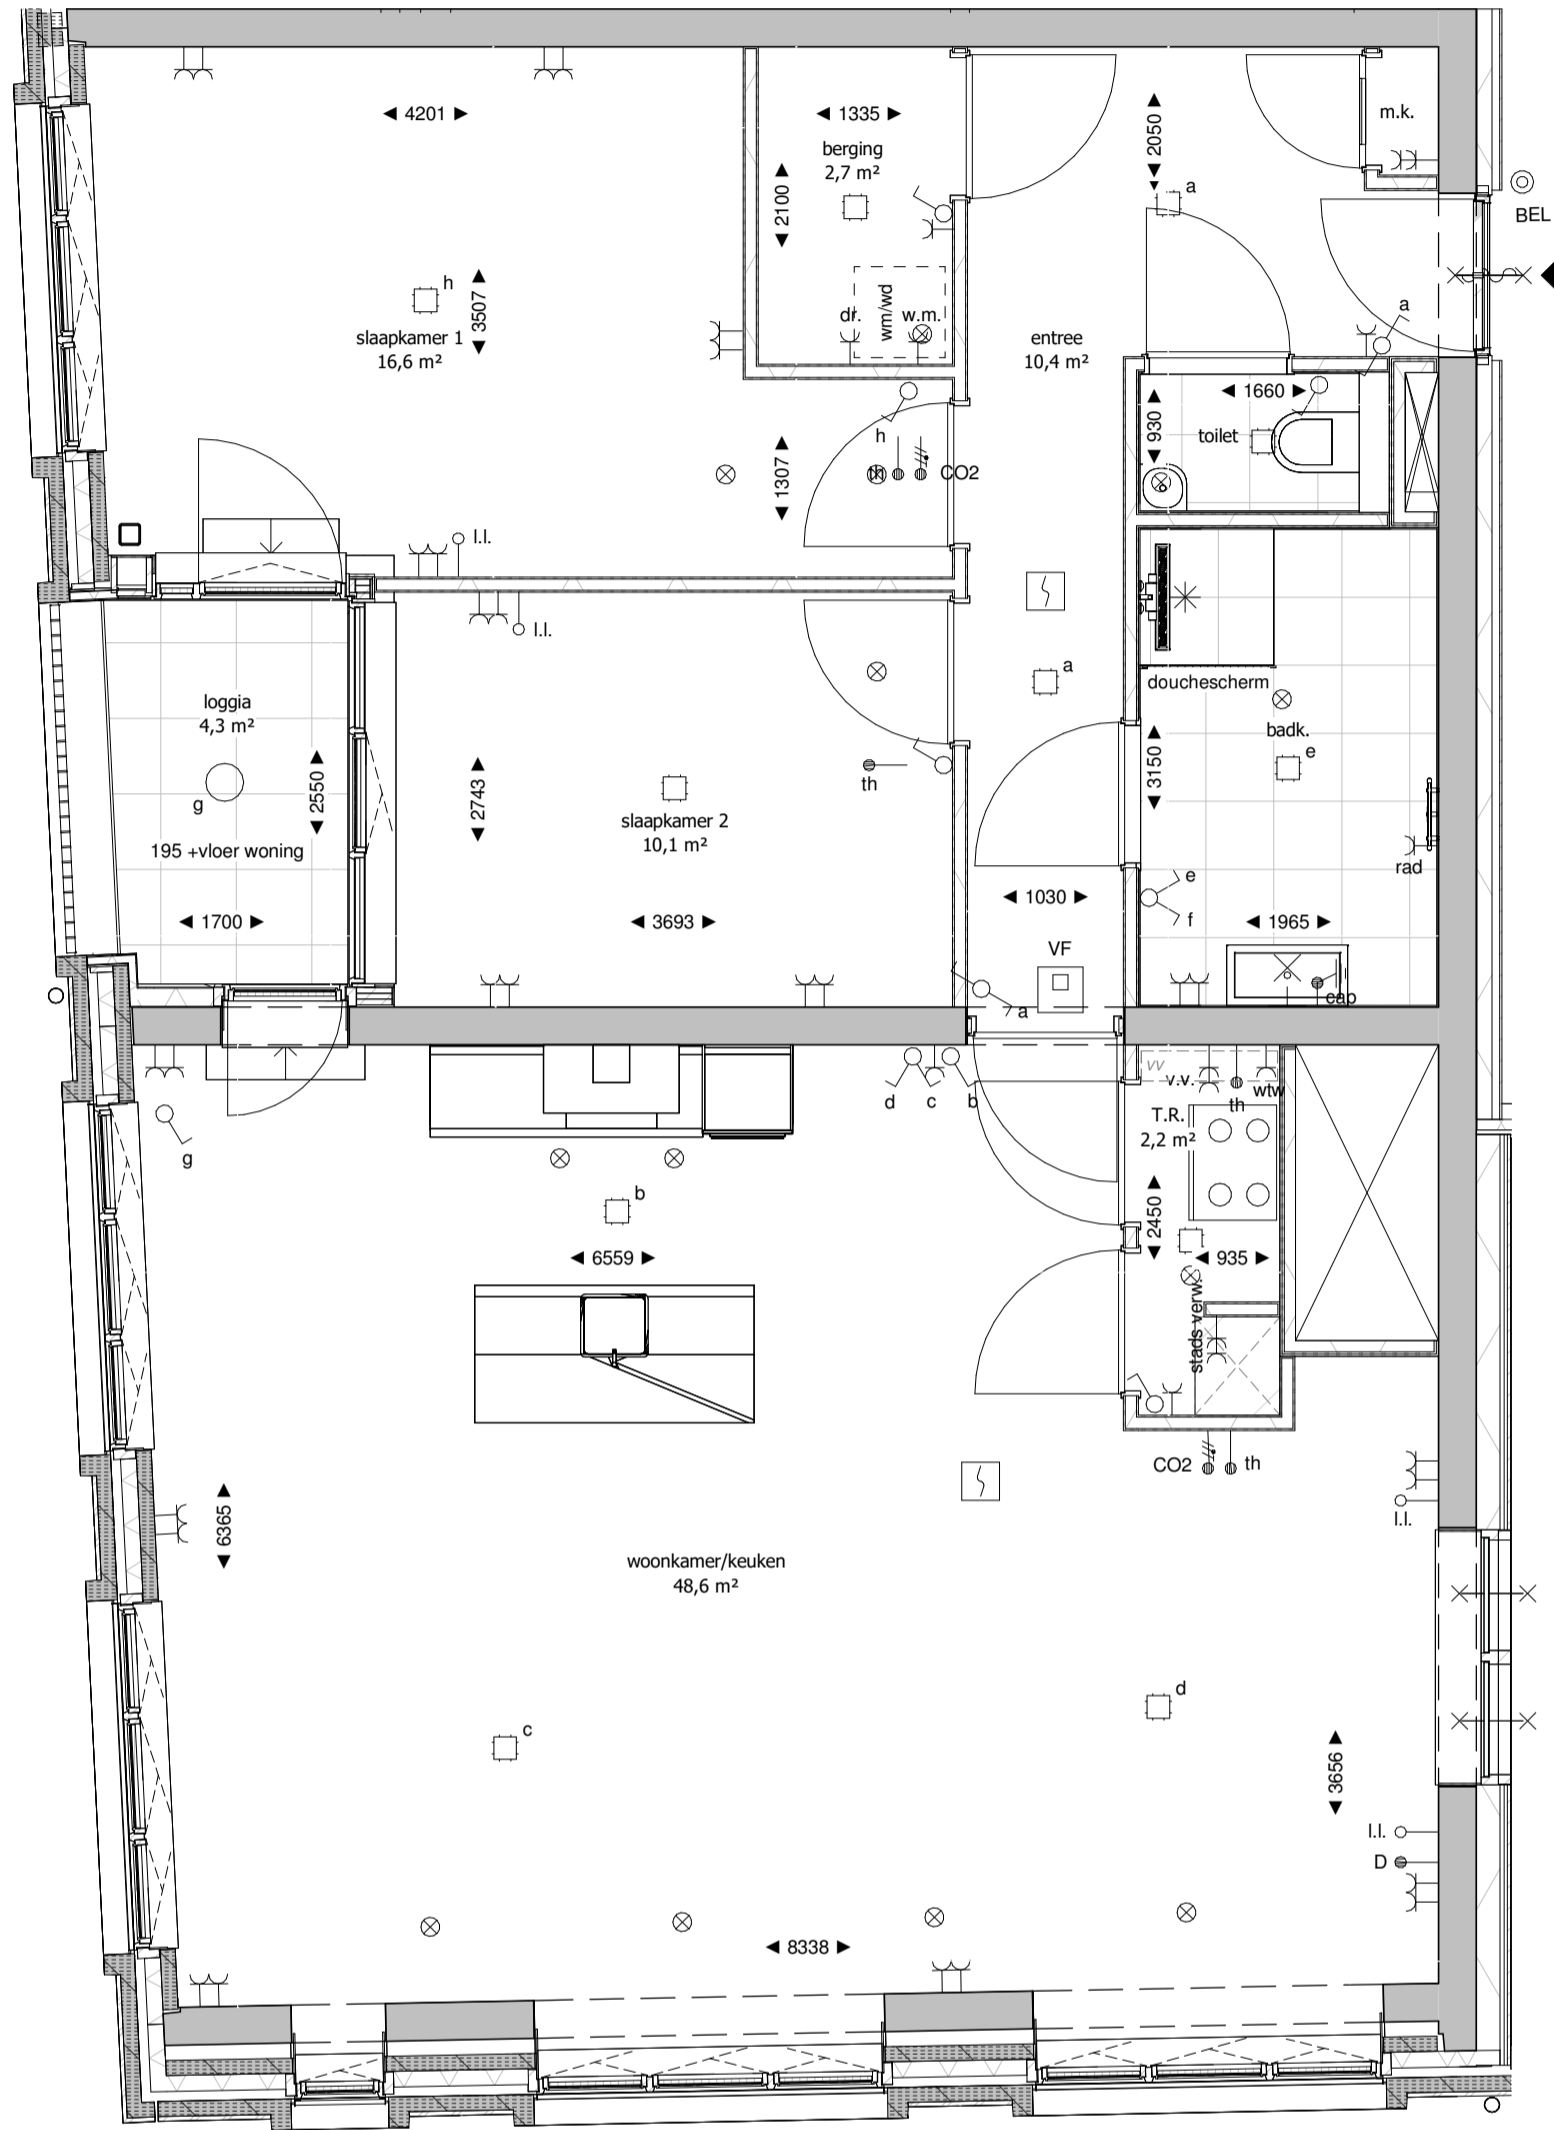 4201
1335
berging
2,7 m²
2100
2050
m.k.
a
BEL
h
3507
slaapkamer 1
16,6 m²
dr.
wm/wd
w.m.
entree
10,4 m²
a
1660
930
toilet
h
1307
CO2
l.l.
l.l.
loggia
4,3 m²
g
2550
195 +vloer woning
1700
2743
th
slaapkamer 2
10,1 m²
3693
a
douchescherm
badk.
e
3150
rad
e
f
1030
1965
VF
cab
a
d
c
b
vv
v.v.
th
wtw
T.R.
2,2 m²
g
b
6559
2450
935
stads verw.
CO2
th
l.l.
6365
woonkamer/keuken
48,6 m²
c
d
3656
l.l.
D
8338